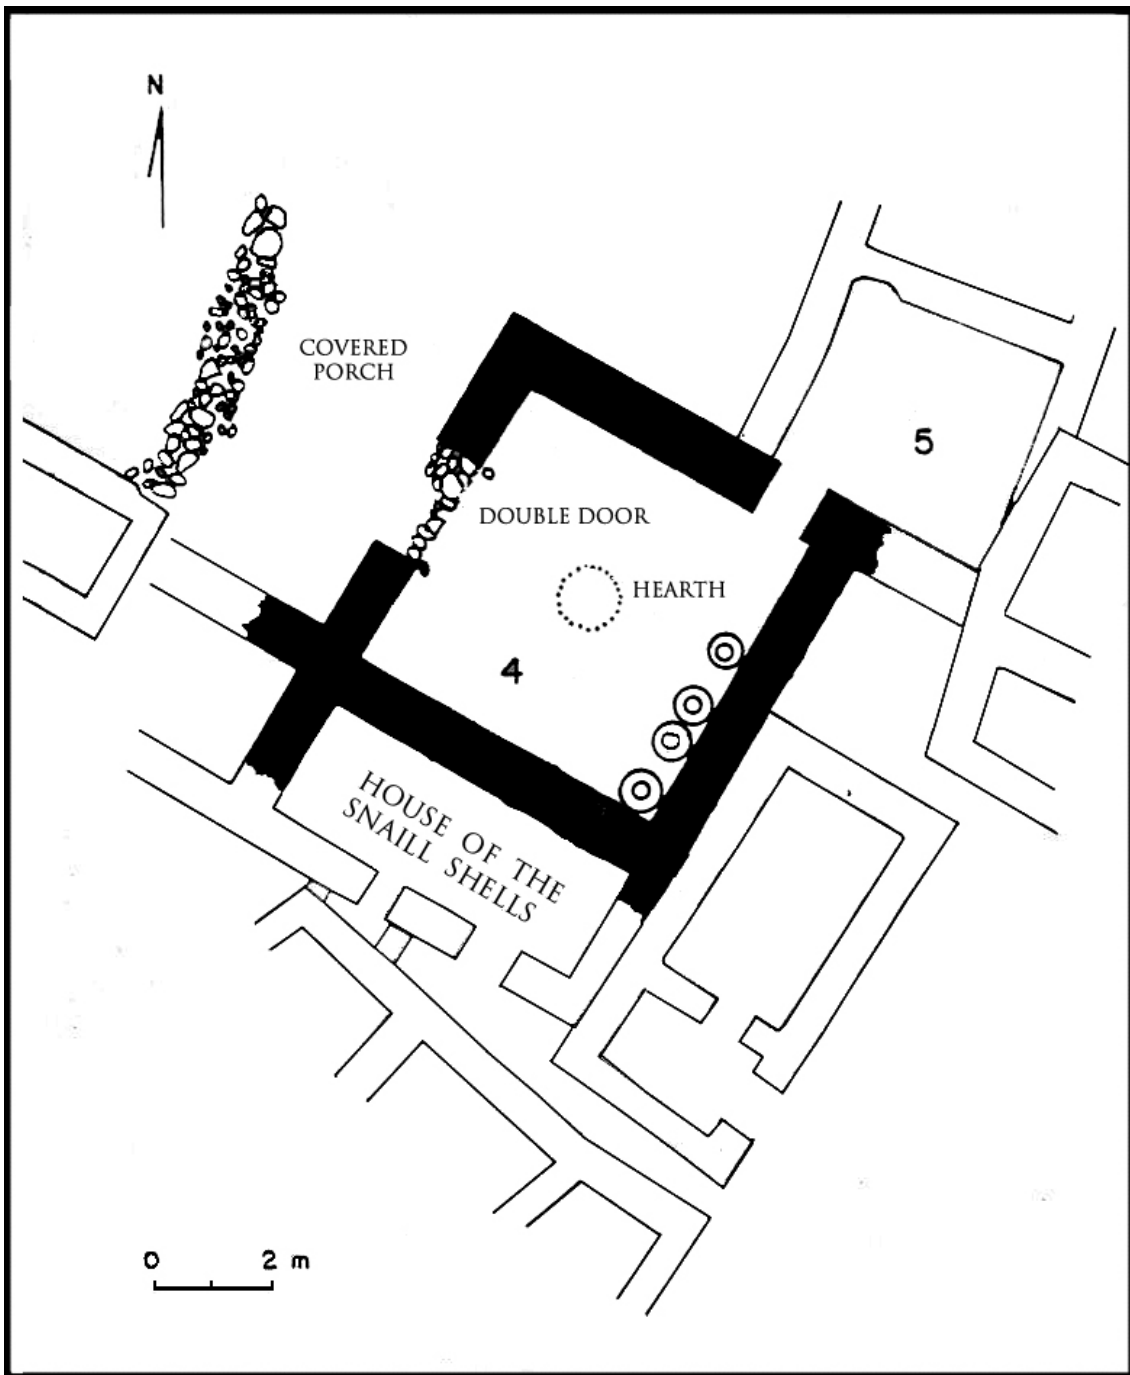 N
COVERED
PORCH
5
DOUBLE DOOR
HEARTH
4
HOUSE OF THE
SNAILL SHELLS
0 2 m